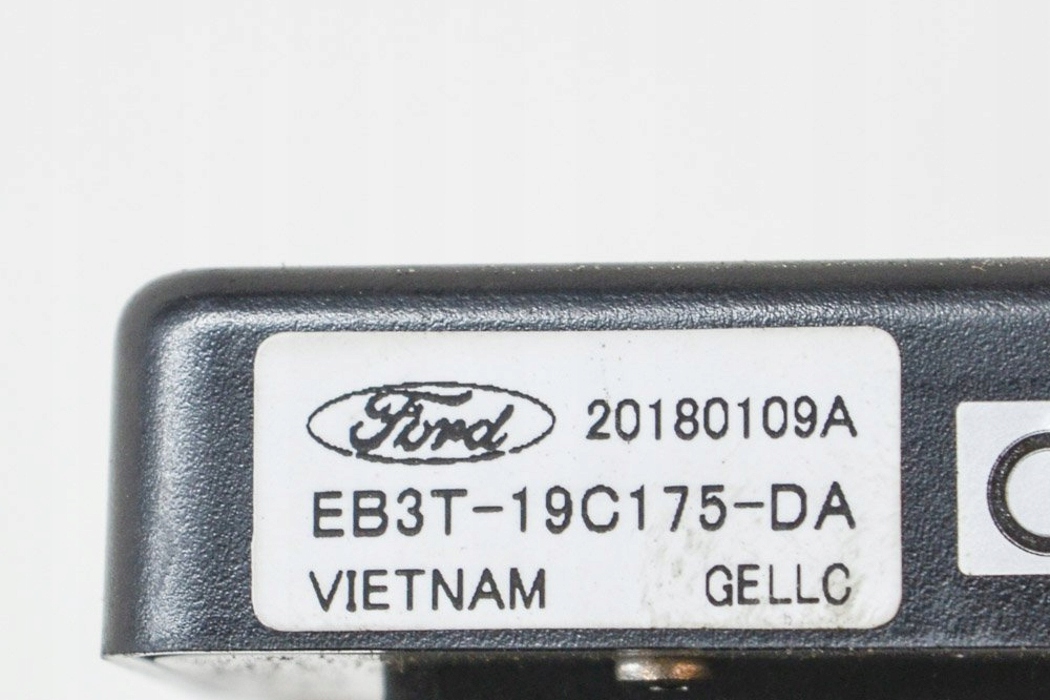 Ford 20180109A
EB3T-19C175-DA
VIETNAM GELLC